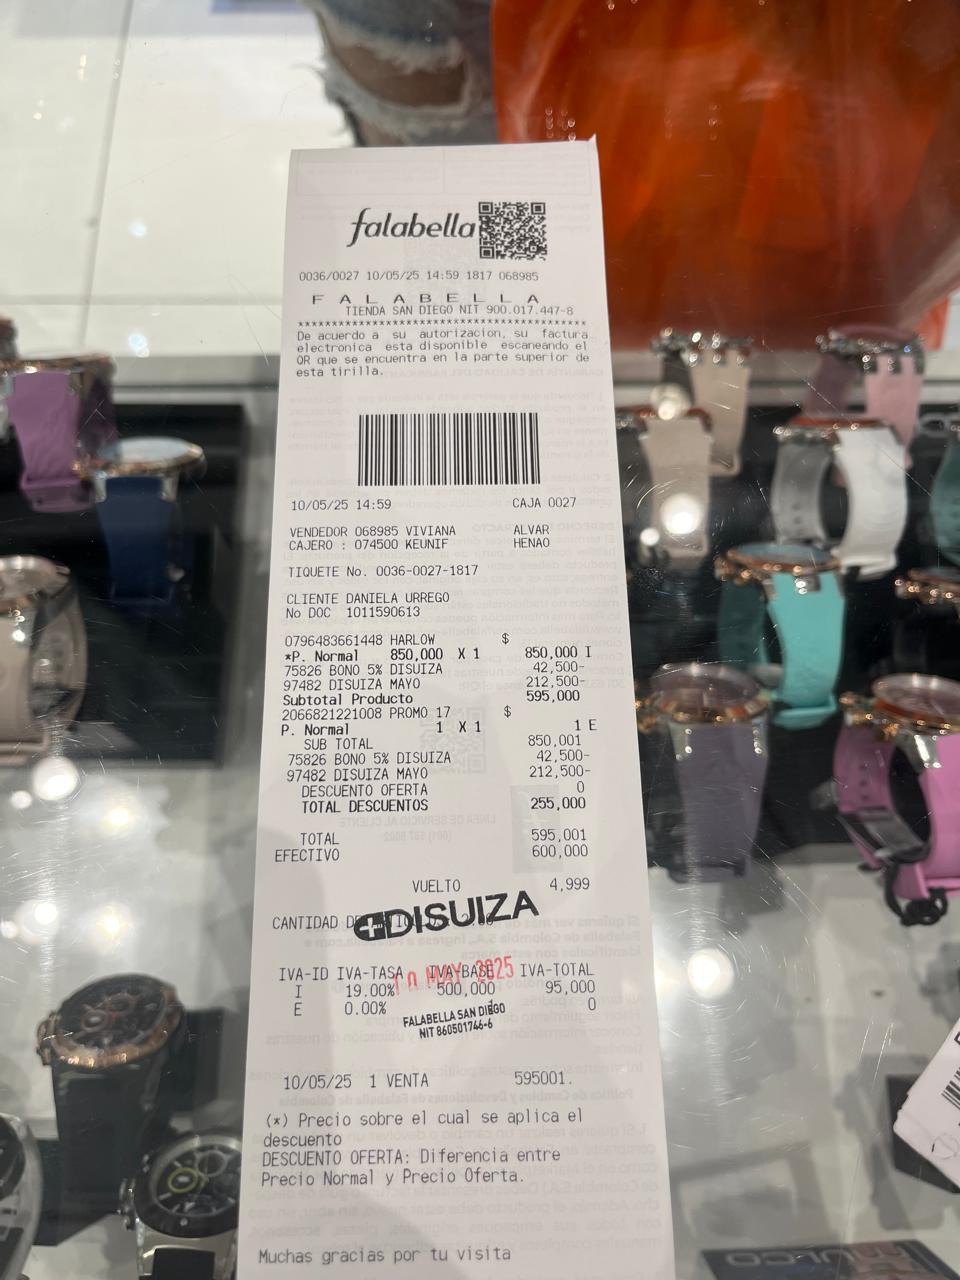 falabella
0036/0027 10/05/25 14:59 1817 068985
F A L A B E L L A
TIENDA SAN DIEGO NIT 900.017.447-8
************************************************
De acuerdo a su autorizacion, su factura
electronica esta disponible escaneando el
QR que se encuentra en la parte superior de
esta tirilla.
10/05/25 14:59 CAJA 0027
VENDEDOR 068985 VIVIANA ALVAR
CAJERO : 074500 KEUNIF HENAO
TIQUETE No. 0036-0027-1817
CLIENTE DANIELA URREGO
No DOC 1011590613
0796483661448 HARLOW $
*P. Normal 850,000 X 1 850,000 I
75826 BONO 5% DISUIZA 42,500-
97482 DISUIZA MAYO 212,500-
Subtotal Producto 595,000
2066821221008 PROMO 17 $
P. Normal 1 X 1 1 E
SUB TOTAL 850,001
75826 BONO 5% DISUIZA 42,500-
97482 DISUIZA MAYO 212,500-
DESCUENTO OFERTA 0
TOTAL DESCUENTOS 255,000
TOTAL 595,001
EFECTIVO 600,000
VUELTO 4,999
CANTIDAD
DISUIZA
IVA-ID IVA-TASA IVA-BASE IVA-TOTAL
10 MAY 2025
I 19.00% 500,000 95,000
E 0.00% 0
FALABELLA SAN DIEGO
NIT 860501746-6
10/05/25 1 VENTA 595001.
(*) Precio sobre el cual se aplica el
descuento
DESCUENTO OFERTA: Diferencia entre
Precio Normal y Precio Oferta.
Muchas gracias por tu visita